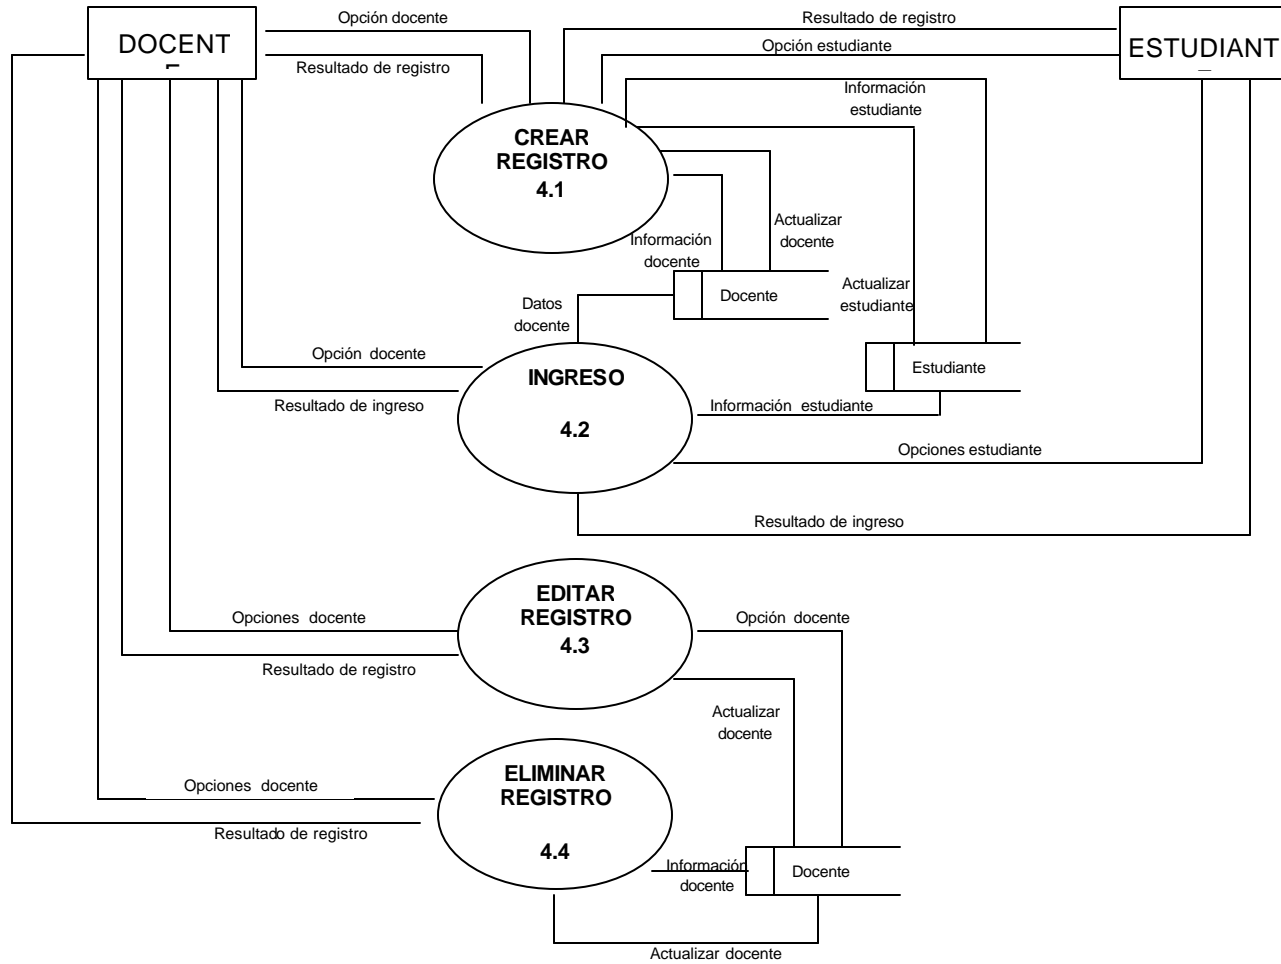 Opción docente
Resultado de registro
DOCENT
Resultado de registro
Opción estudiante
ESTUDIANT
Información
estudiante
CREAR
REGISTRO
4.1
Actualizar
docente
Información
docente
Docente
Actualizar
estudiante
Datos
docente
Opción docente
Resultado de ingreso
INGRESO
4.2
Estudiante
Información estudiante
Opciones estudiante
Resultado de ingreso
EDITAR
REGISTRO
4.3
Opciones docente
Resultado de registro
Opción docente
Actualizar
docente
ELIMINAR
REGISTRO
4.4
Opciones docente
Resultado de registro
Información
docente
Docente
Actualizar docente